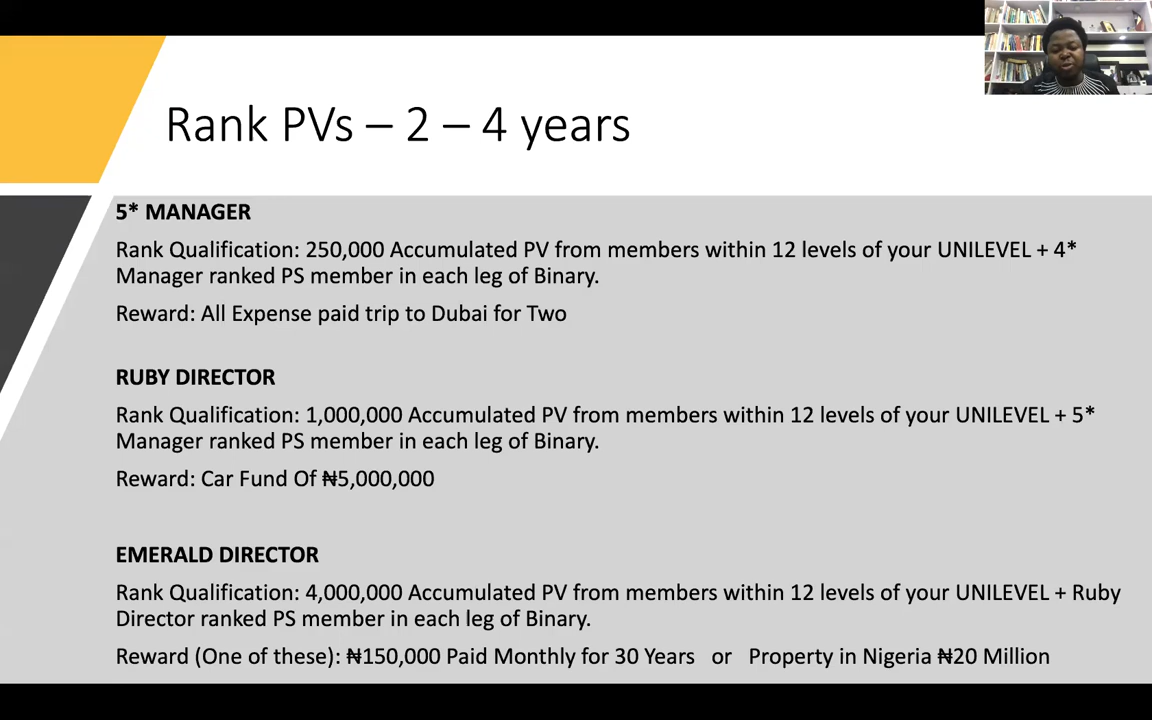 Rank PVs – 2 – 4 years
5* MANAGER
Rank Qualification: 250,000 Accumulated PV from members within 12 levels of your UNILEVEL + 4*
Manager ranked PS member in each leg of Binary.
Reward: All Expense paid trip to Dubai for Two
RUBY DIRECTOR
Rank Qualification: 1,000,000 Accumulated PV from members within 12 levels of your UNILEVEL + 5*
Manager ranked PS member in each leg of Binary.
Reward: Car Fund Of ₦5,000,000
EMERALD DIRECTOR
Rank Qualification: 4,000,000 Accumulated PV from members within 12 levels of your UNILEVEL + Ruby
Director ranked PS member in each leg of Binary.
Reward (One of these): ₦150,000 Paid Monthly for 30 Years or Property in Nigeria ₦20 Million